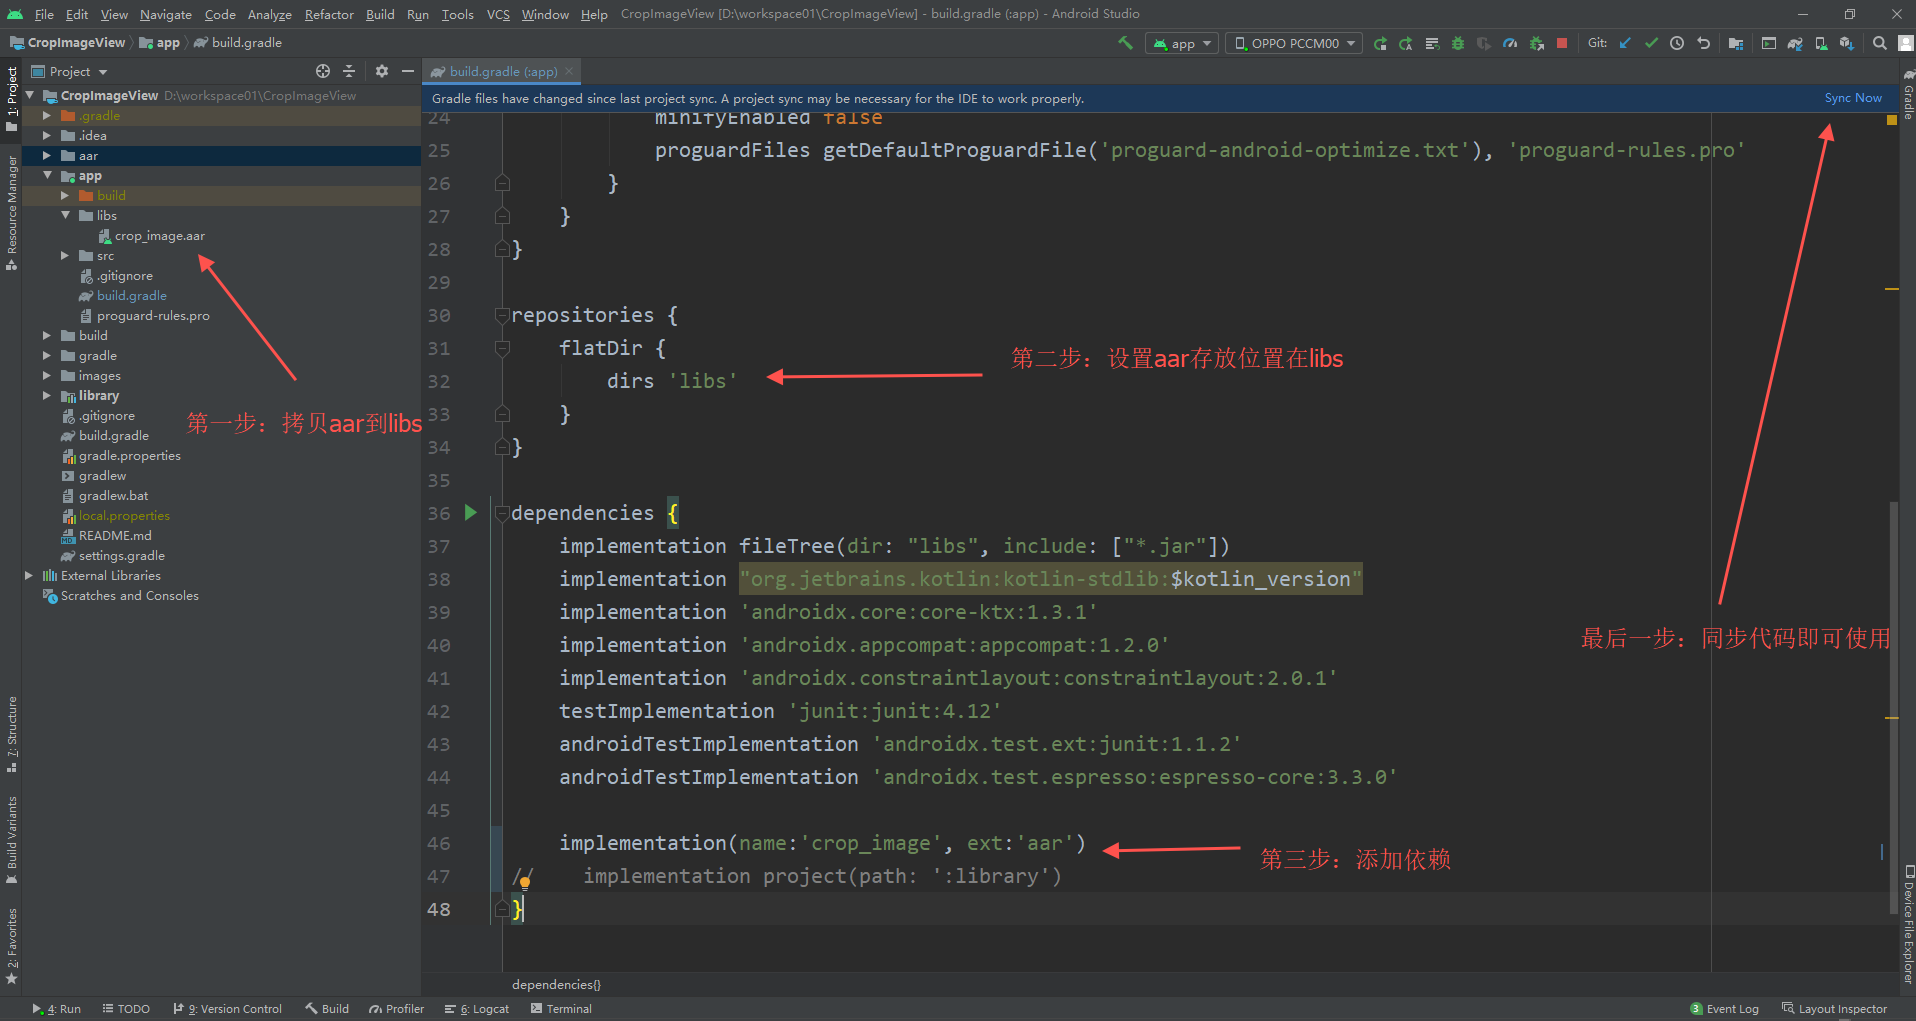 File Edit View Navigate Code Analyze Refactor Build Run Tools VCS Window Help CropImageView [D:\workspace01\CropImageView] - build.gradle (:app) - Android Studio
CropImageView app build.gradle
app OPPO PCCM00 Git:
Project
build.gradle (:app)
Gradle files have changed since last project sync. A project sync may be necessary for the IDE to work properly. Sync Now
1: Project
Resource Manager
7: Structure
Build Variants
2: Favorites
CropImageView D:\workspace01\CropImageView
.gradle
.idea
aar
app
build
libs
crop_image.aar
src
.gitignore
build.gradle
proguard-rules.pro
build
gradle
images
library
.gitignore
build.gradle
gradle.properties
gradlew
gradlew.bat
local.properties
README.md
settings.gradle
External Libraries
Scratches and Consoles
第一步：拷贝aar到libs
24 minifyEnabled false
25 proguardFiles getDefaultProguardFile('proguard-android-optimize.txt'), 'proguard-rules.pro'
26 }
27 }
28 }
29
30 repositories {
31 flatDir {
32 dirs 'libs'
第二步：设置aar存放位置在libs
33 }
34 }
35
36 dependencies {
37 implementation fileTree(dir: "libs", include: ["*.jar"])
38 implementation "org.jetbrains.kotlin:kotlin-stdlib:$kotlin_version"
39 implementation 'androidx.core:core-ktx:1.3.1'
40 implementation 'androidx.appcompat:appcompat:1.2.0'
最后一步：同步代码即可使用
41 implementation 'androidx.constraintlayout:constraintlayout:2.0.1'
42 testImplementation 'junit:junit:4.12'
43 androidTestImplementation 'androidx.test.ext:junit:1.1.2'
44 androidTestImplementation 'androidx.test.espresso:espresso-core:3.3.0'
45
46 implementation(name:'crop_image', ext:'aar')
第三步：添加依赖
47 // implementation project(path: ':library')
48 }
dependencies{}
Gradle
Device File Explorer
4: Run TODO 9: Version Control Build Profiler 6: Logcat Terminal 3 Event Log Layout Inspector